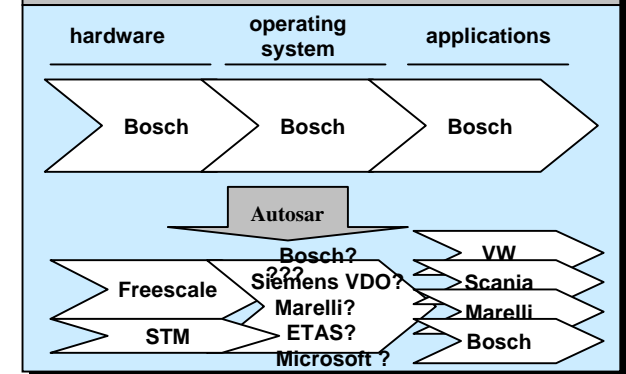 hardware
operating
system
applications
Bosch
Bosch
Bosch
Autosar
Freescale
STM
Bosch?
???
Siemens VDO?
Marelli?
ETAS?
Microsoft ?
VW
Scania
Marelli
Bosch